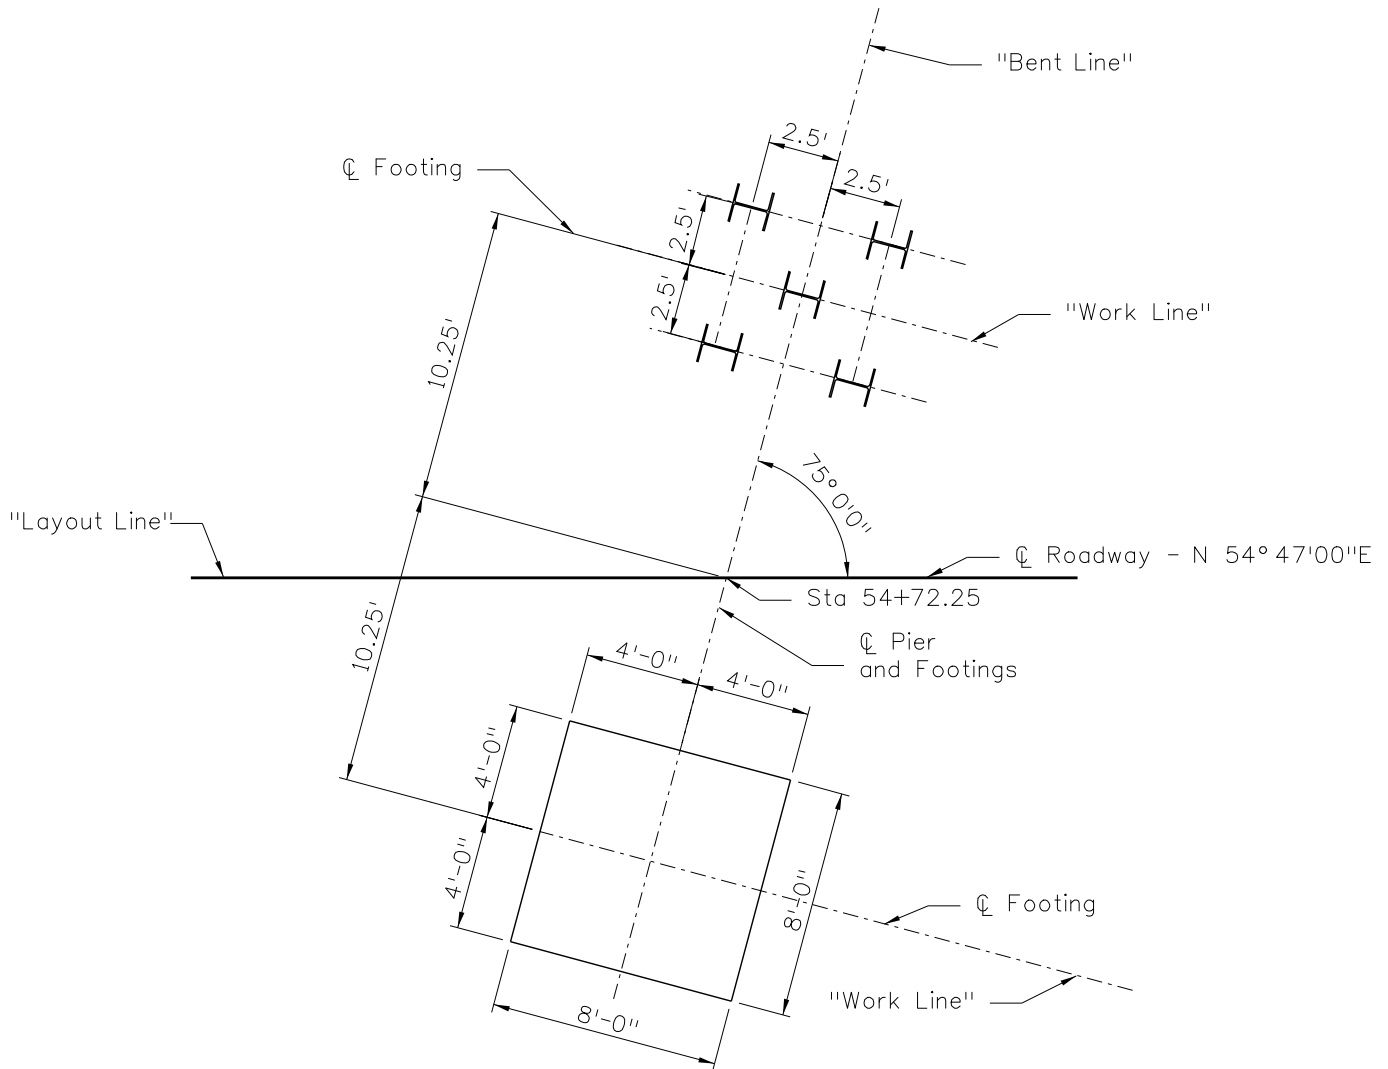 "Bent Line"
2.5'
℄ Footing
2.5'
2.5'
2.5'
"Work Line"
10.25'
75°0'0"
"Layout Line"
℄ Roadway - N 54°47'00"E
Sta 54+72.25
10.25'
℄ Pier
and Footings
4'-0"
4'-0"
4'-0"
4'-0"
8'-0"
℄ Footing
"Work Line"
8'-0"